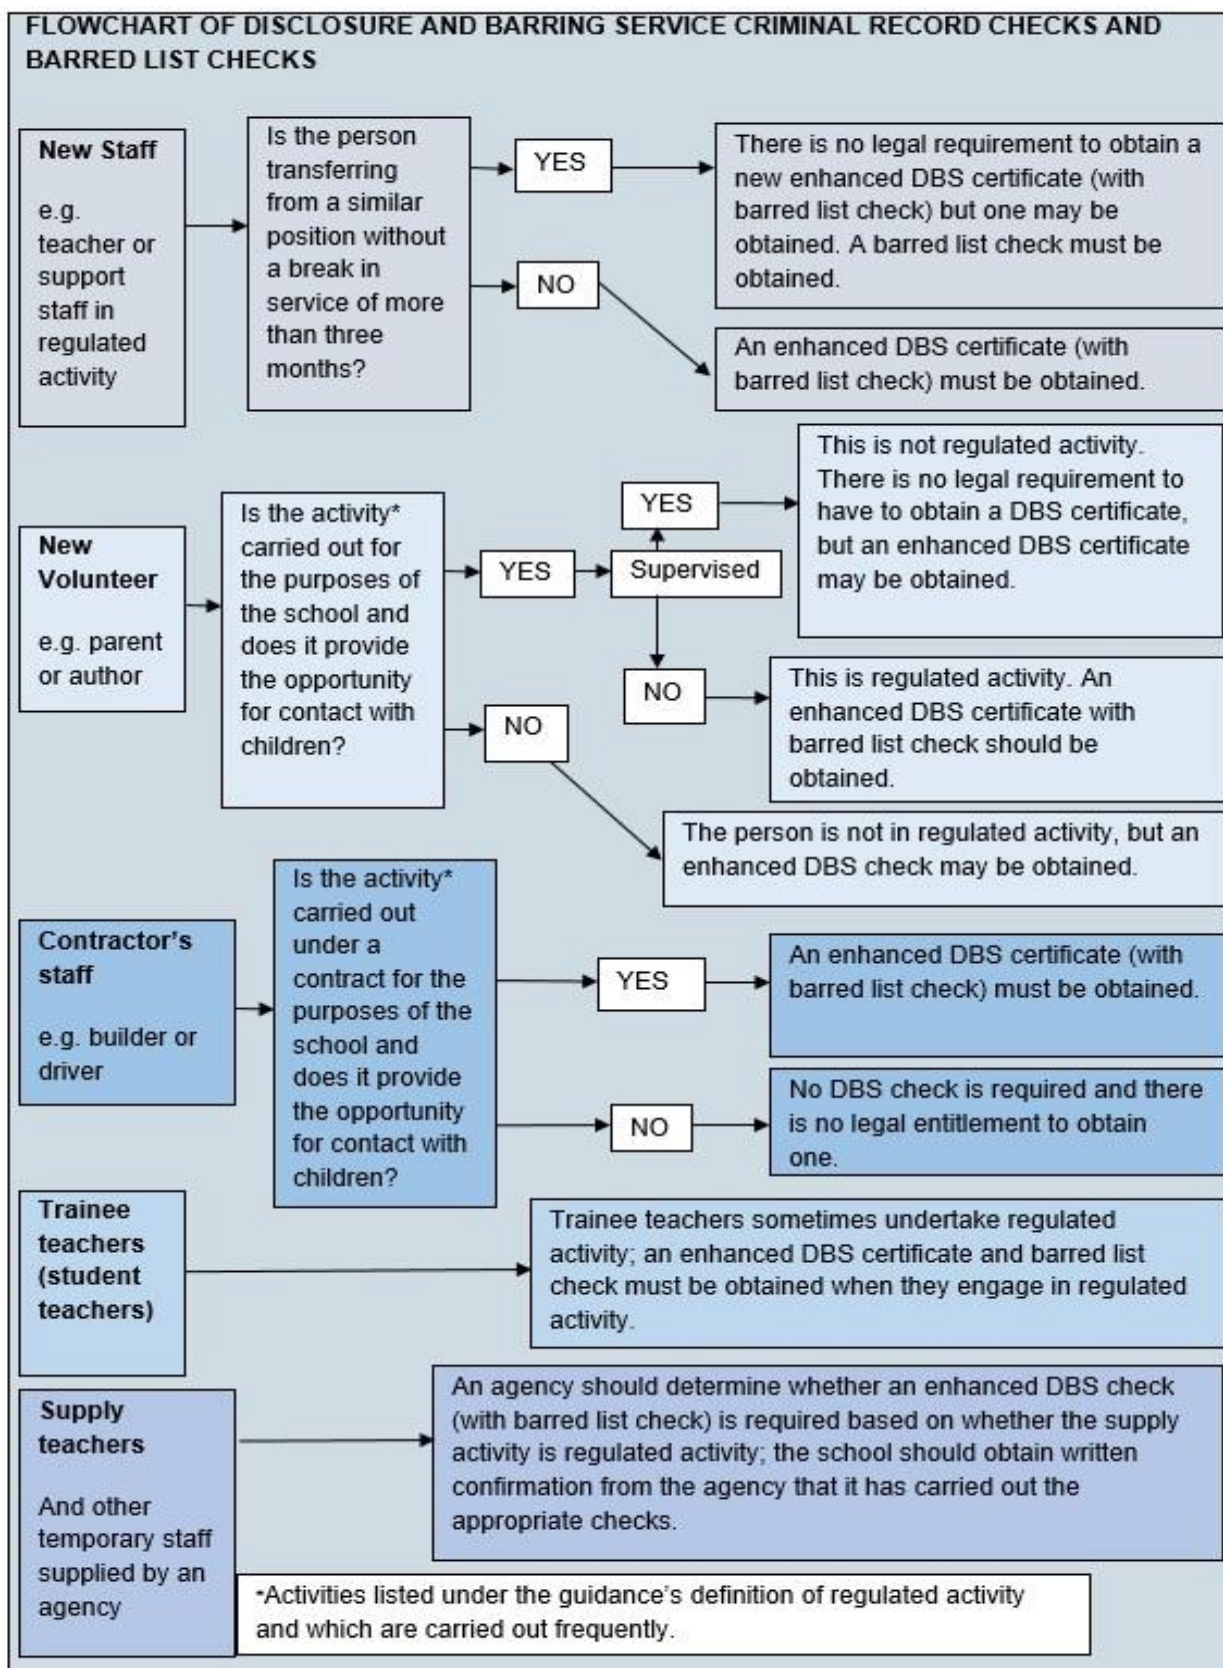 FLOWCHART OF DISCLOSURE AND BARRING SERVICE CRIMINAL RECORD CHECKS AND
BARRED LIST CHECKS
New Staff
e.g.
teacher or
support
staff in
regulated
activity
Is the person
transferring
from a similar
position without
a break in
service of more
than three
months?
YES
There is no legal requirement to obtain a
new enhanced DBS certificate (with
barred list check) but one may be
obtained. A barred list check must be
obtained.
NO
An enhanced DBS certificate (with
barred list check) must be obtained.
New
Volunteer
e.g. parent
or author
Is the activity*
carried out for
the purposes of
the school and
does it provide
the opportunity
for contact with
children?
YES
Supervised
YES
This is not regulated activity.
There is no legal requirement to
have to obtain a DBS certificate,
but an enhanced DBS certificate
may be obtained.
NO
This is regulated activity. An
enhanced DBS certificate with
barred list check should be
obtained.
NO
The person is not in regulated activity, but an
enhanced DBS check may be obtained.
Contractor's
staff
e.g. builder or
driver
Is the activity*
carried out
under a
contract for the
purposes of the
school and
does it provide
the opportunity
for contact with
children?
YES
An enhanced DBS certificate (with
barred list check) must be obtained.
NO
No DBS check is required and there
is no legal entitlement to obtain
one.
Trainee
teachers
(student
teachers)
Trainee teachers sometimes undertake regulated
activity; an enhanced DBS certificate and barred list
check must be obtained when they engage in regulated
activity.
Supply
teachers
And other
temporary staff
supplied by an
agency
An agency should determine whether an enhanced DBS check
(with barred list check) is required based on whether the supply
activity is regulated activity; the school should obtain written
confirmation from the agency that it has carried out the
appropriate checks.
*Activities listed under the guidance's definition of regulated activity
and which are carried out frequently.